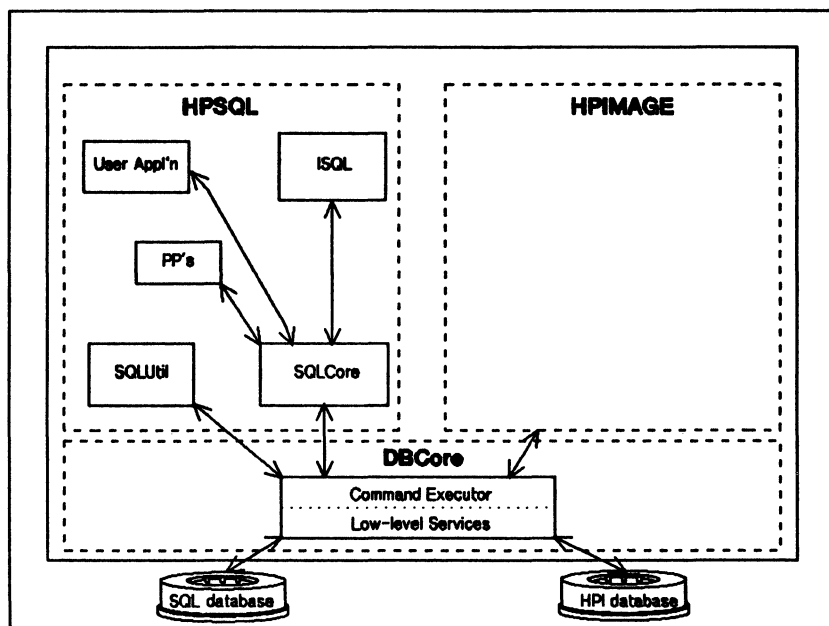 HPSQL
HPIMAGE
User Appl'n
ISQL
PP's
SQLUtil
SQLCore
DBCore
Command Executor
Low-level Services
SQL database
HPI database